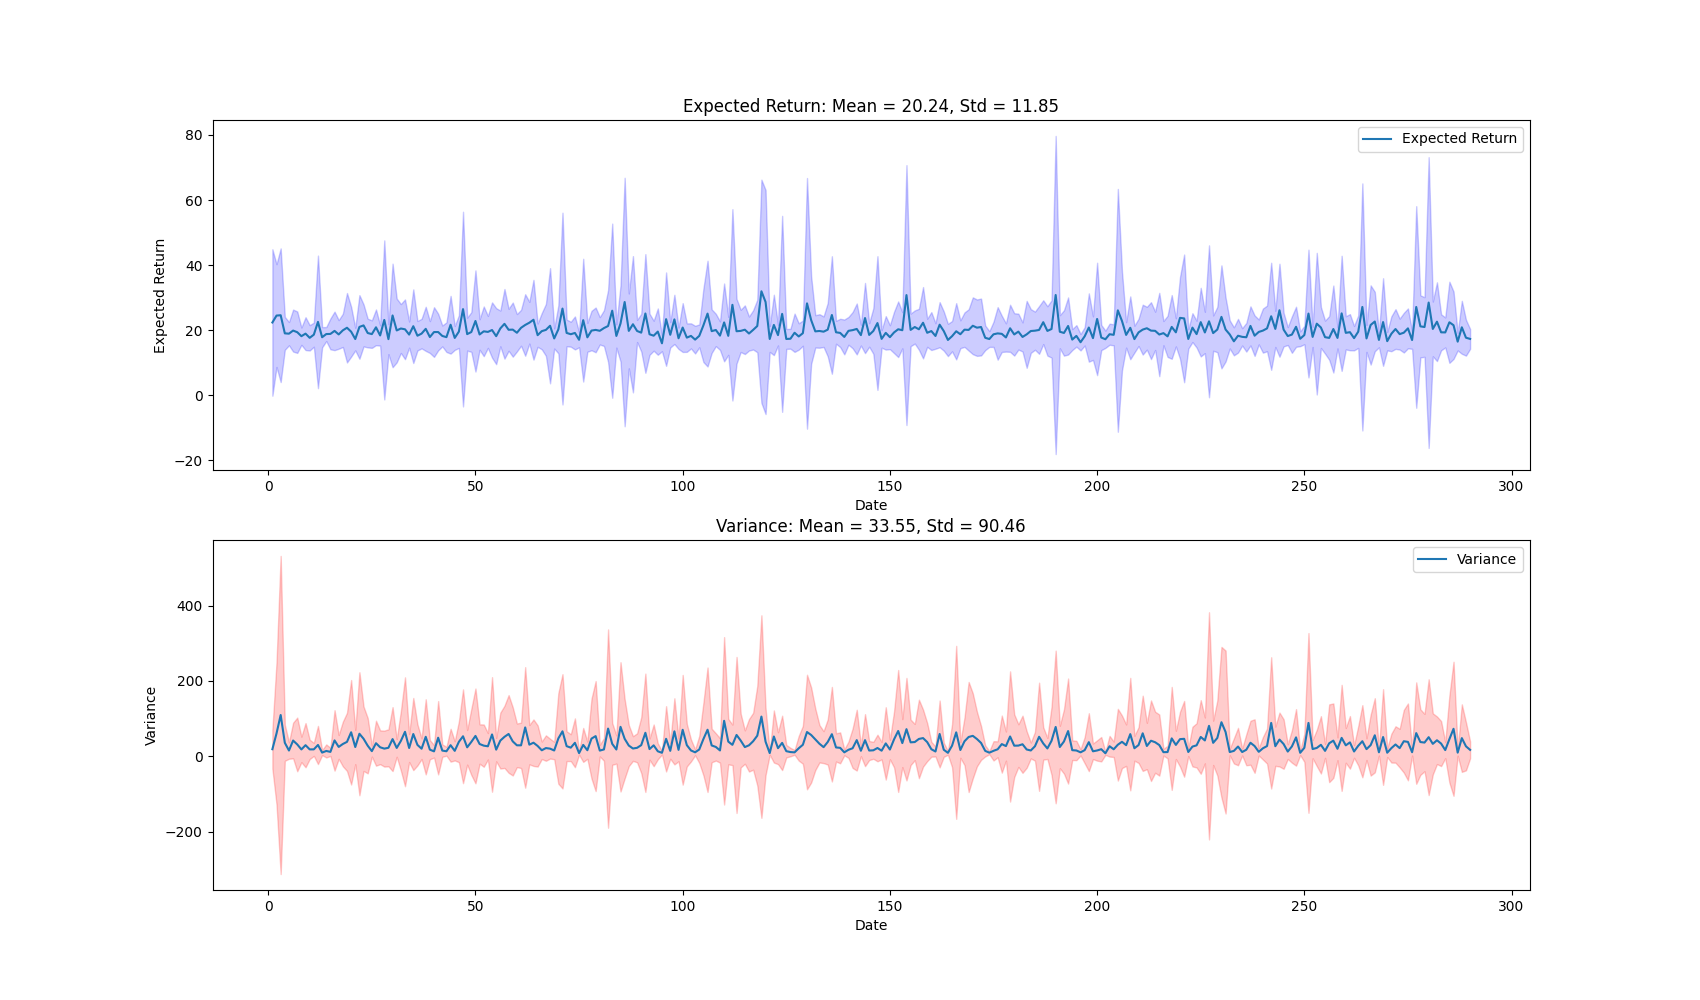 Expected Return: Mean = 20.24, Std = 11.85
Expected Return
80
60
40
20
0
−20
Expected Return
0 50 100 150 200 250 300
Date
Variance: Mean = 33.55, Std = 90.46
Variance
400
200
0
−200
Variance
0 50 100 150 200 250 300
Date